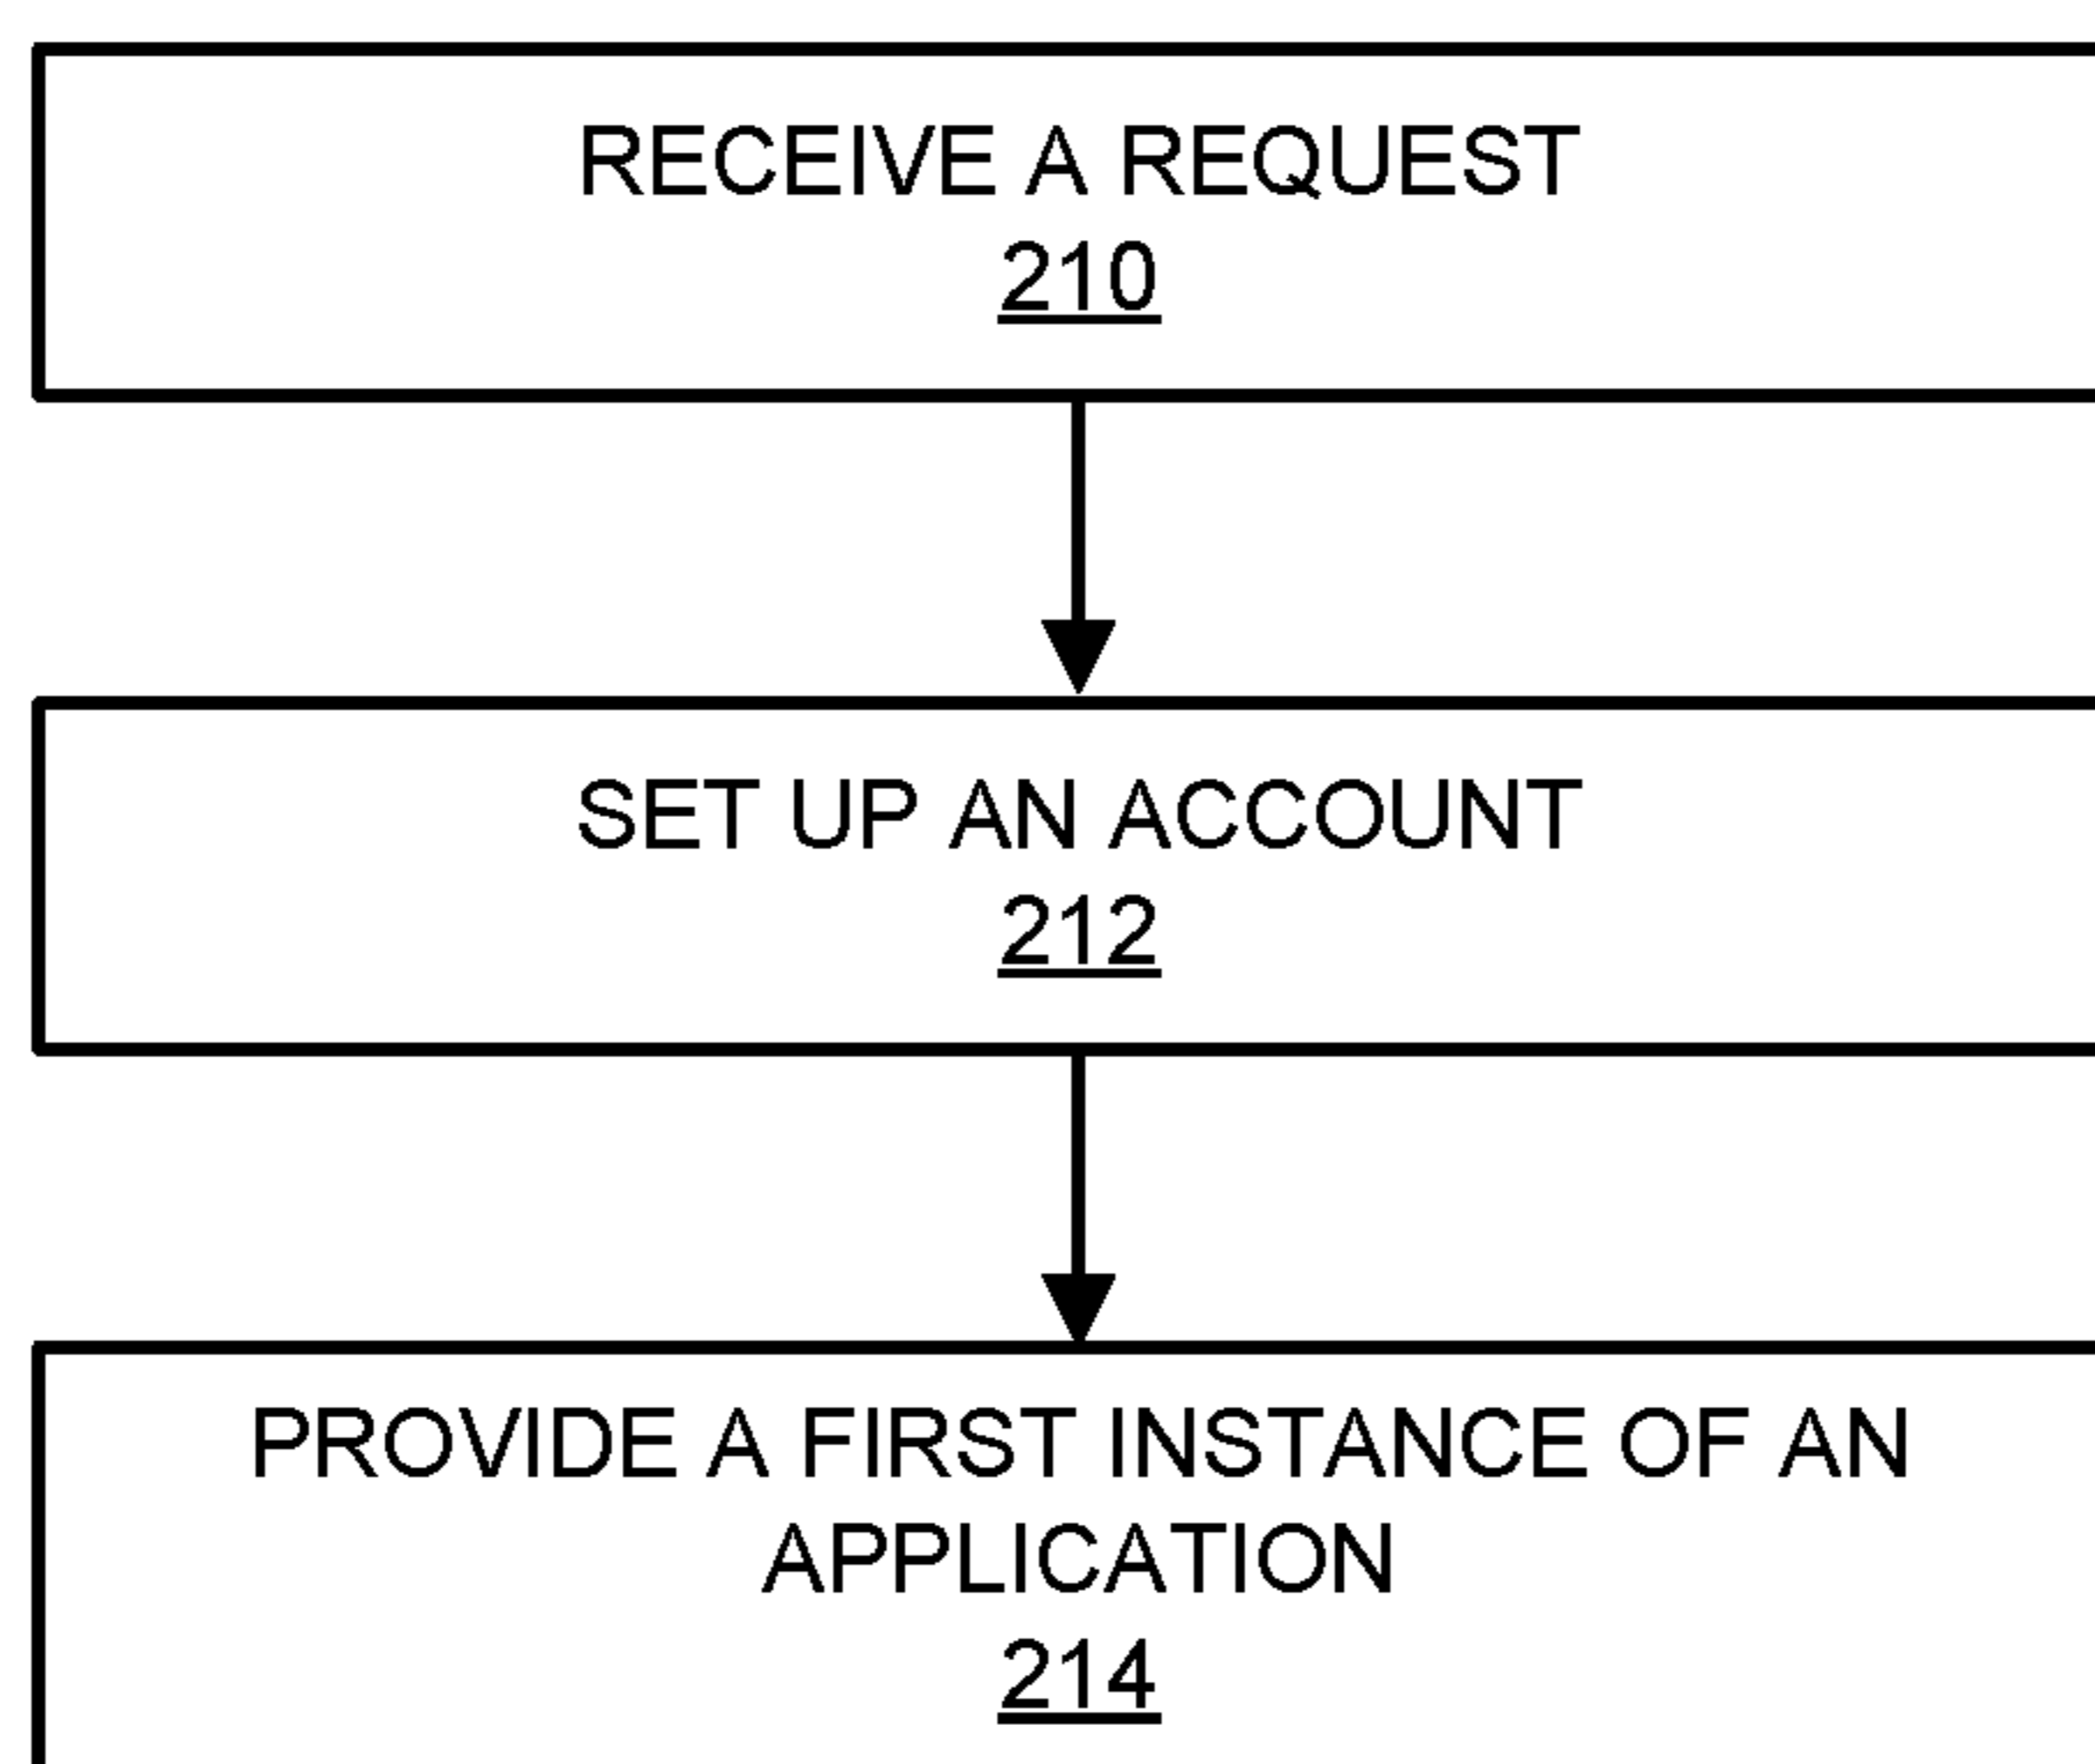 RECEIVE A REQUEST
210
SET UP AN ACCOUNT
212
PROVIDE A FIRST INSTANCE OF AN
APPLICATION
214